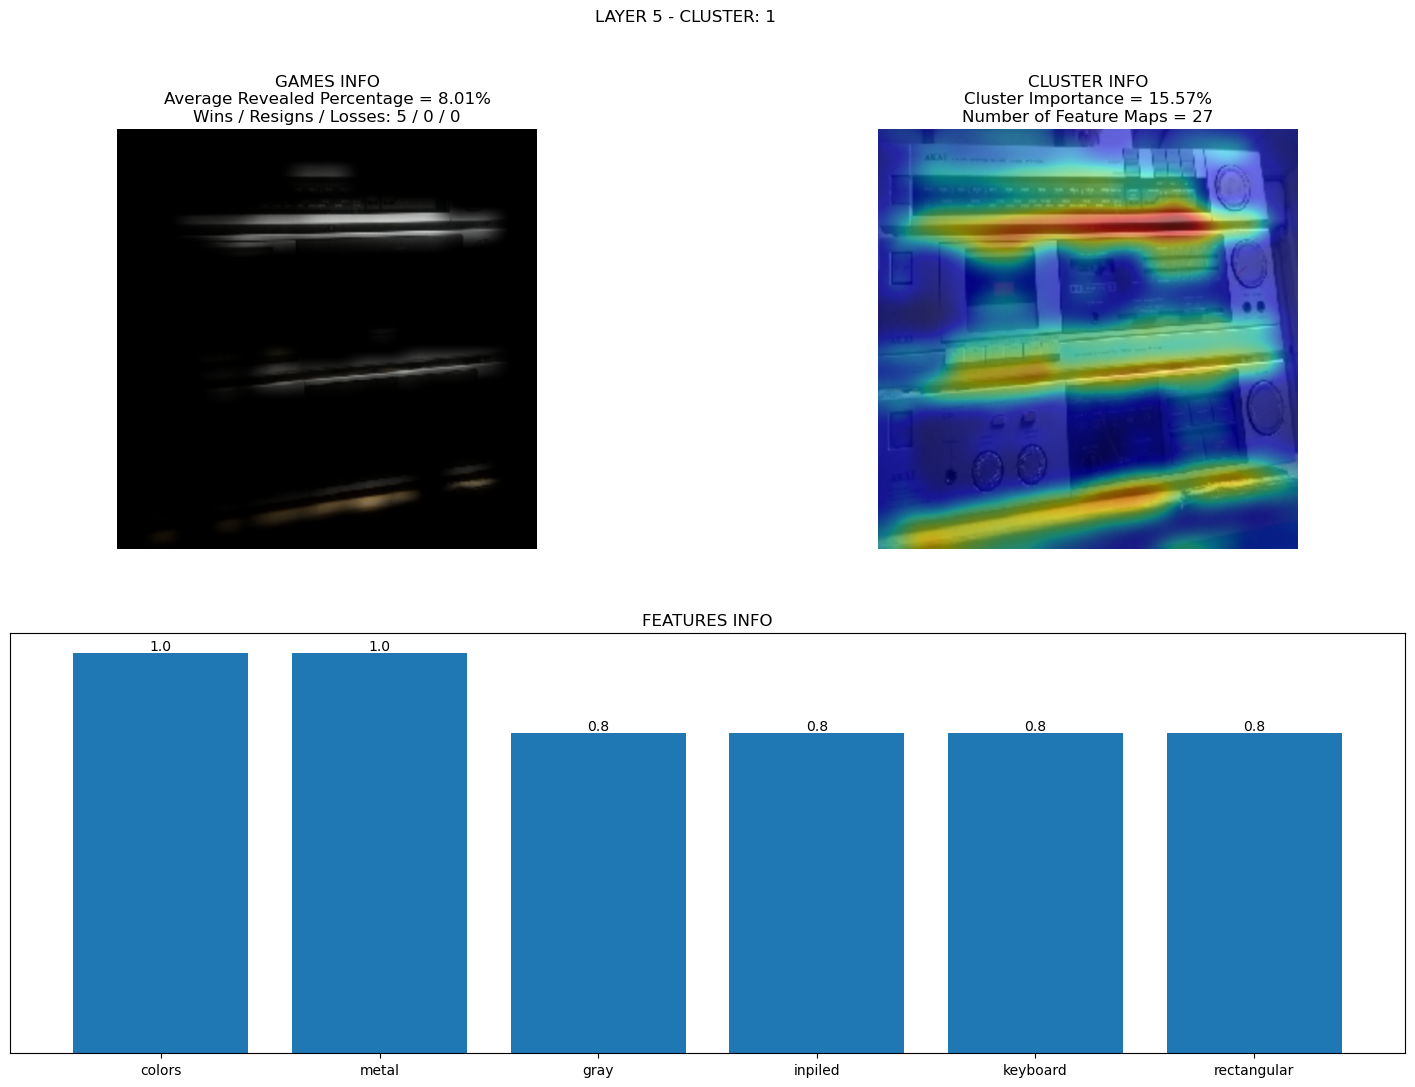 LAYER 5 - CLUSTER: 1
GAMES INFO
Average Revealed Percentage = 8.01%
Wins / Resigns / Losses: 5 / 0 / 0
CLUSTER INFO
Cluster Importance = 15.57%
Number of Feature Maps = 27
AKAI
FEATURES INFO
1.0
1.0
0.8
0.8
0.8
0.8
colors
metal
gray
inpiled
keyboard
rectangular